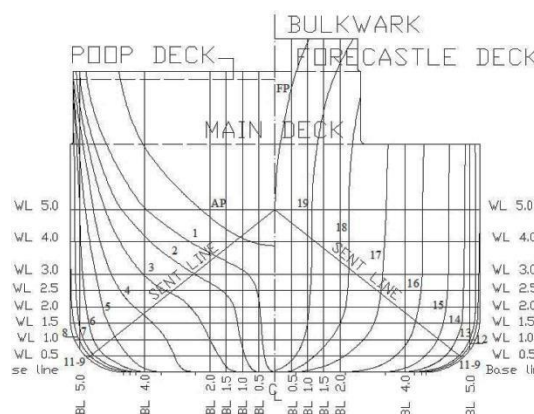 BULKWARK
POOP DECK FORECASTLE DECK
FP
MAIN DECK
WL 5.0 AP 19 WL 5.0
1 18
WL 4.0 2 17 WL 4.0
SENT LINE SENT LINE
WL 3.0 3 16 WL 3.0
WL 2.5 4 WL 2.5
WL 2.0 5 15 WL 2.0
WL 1.5 6 14 WL 1.5
WL 1.0 8 7 13 12 WL 1.0
WL 0.5 11-9 11-9 WL 0.5
se line Base lin
BL 5.0 BL 4.0 BL 2.0 BL 1.5 BL 1.0 BL 0.5 CL BL 0.5 BL 1.0 BL 1.5 BL 2.0 BL 4.0 BL 5.0